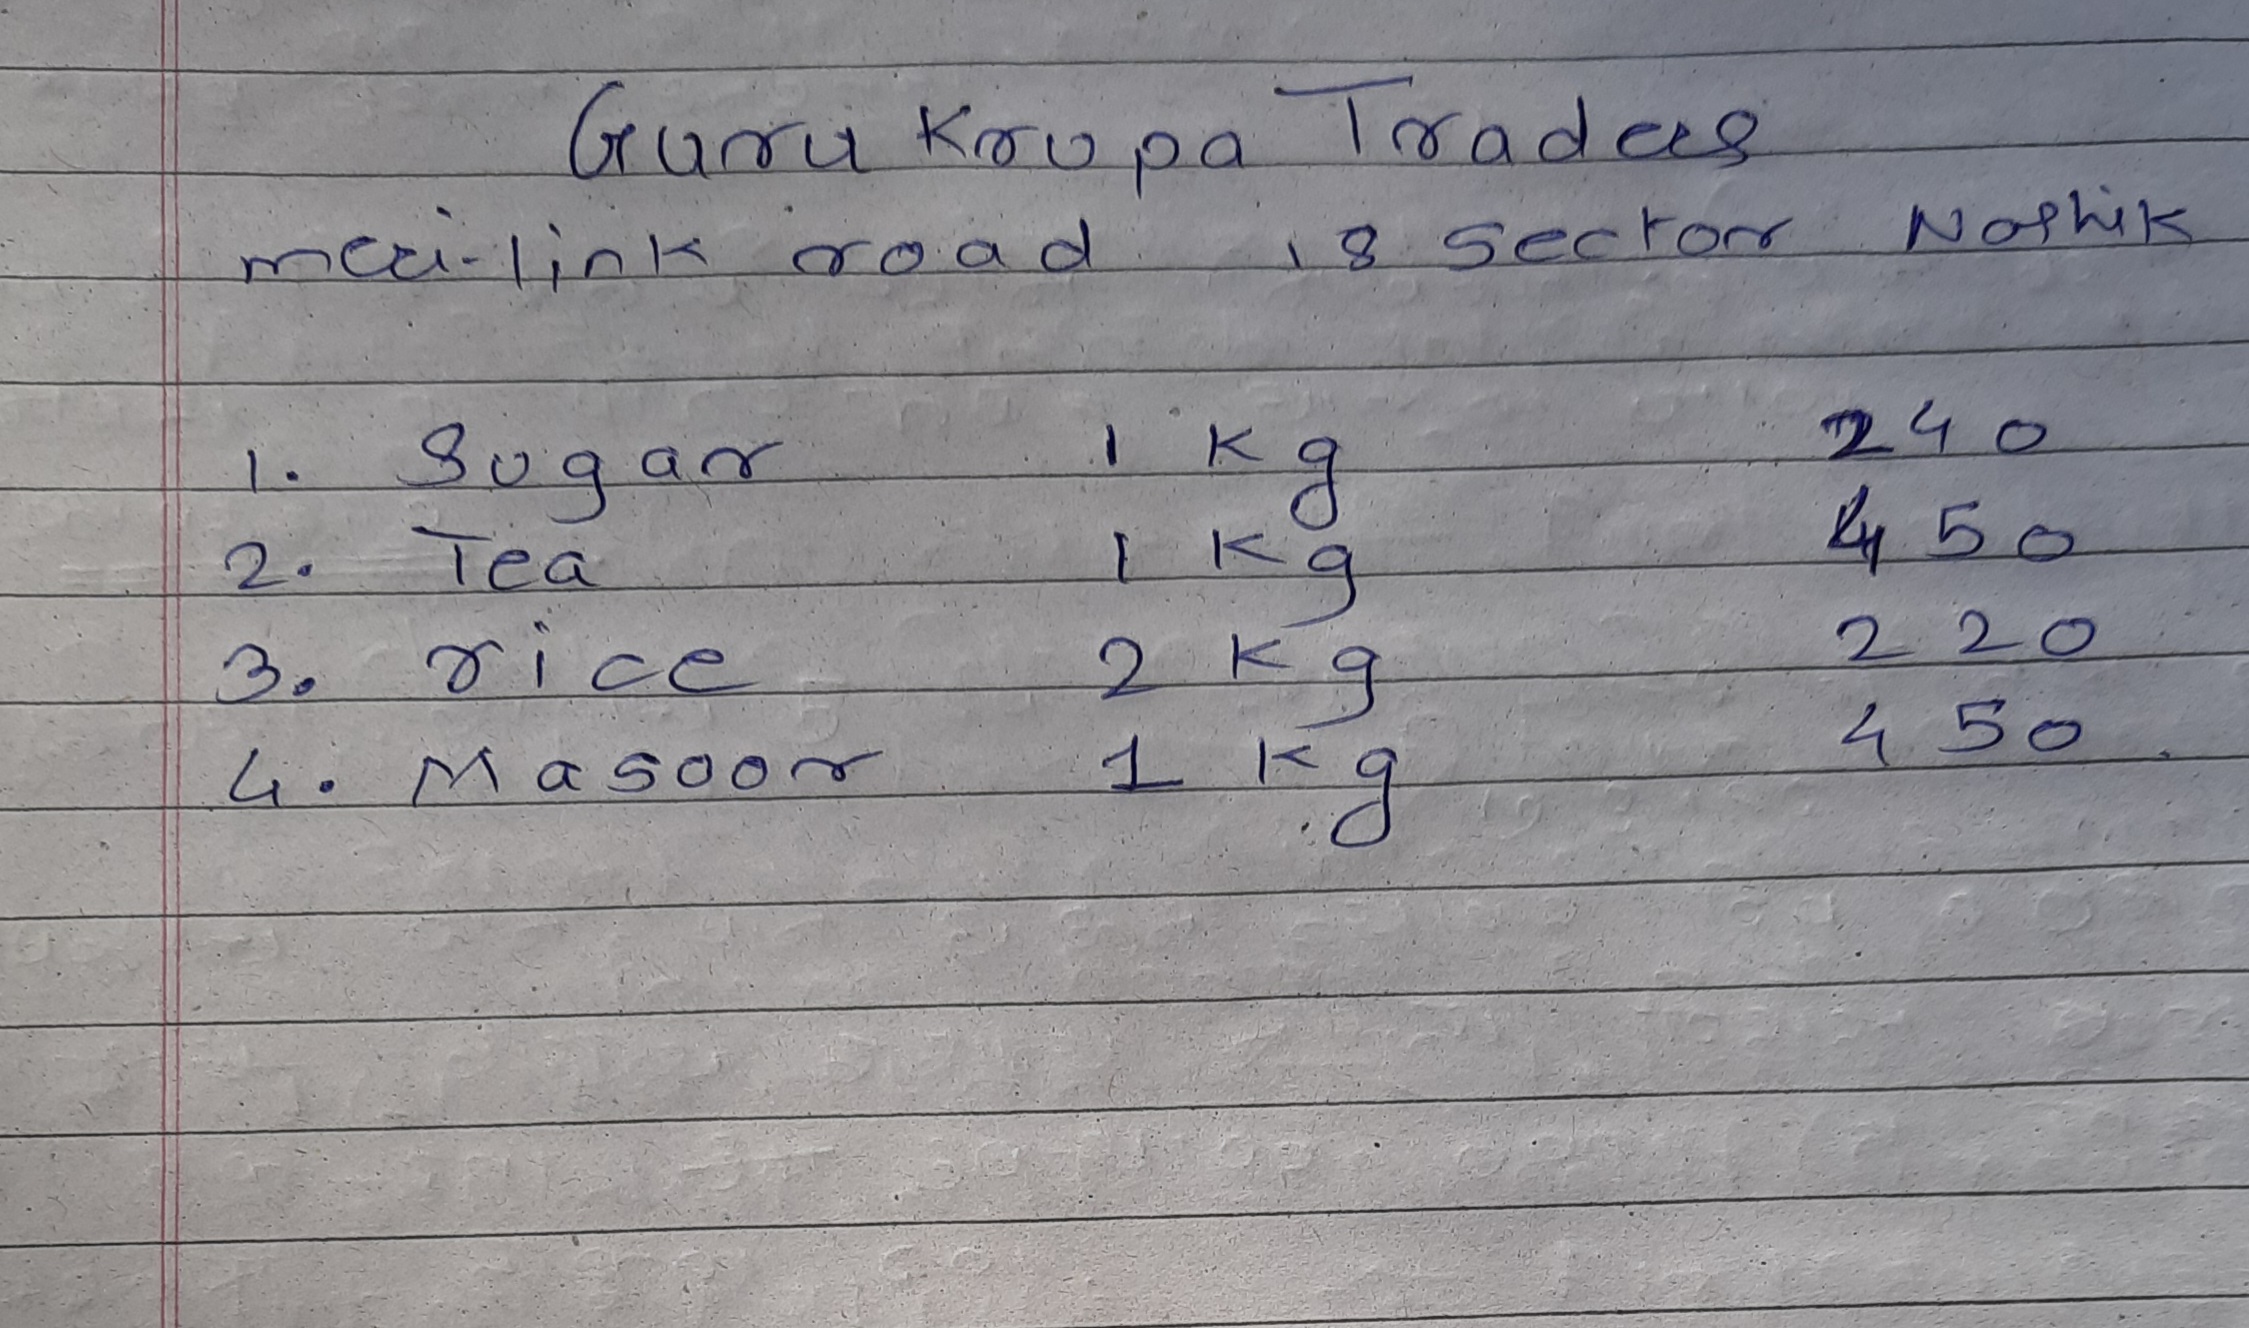 Guru Krupa Traders
meri-link road 18 sector Nashik
1. Sugar 1 Kg 240
2. Tea 1 Kg 450
3. rice 2 Kg 220
4. Masoor 1 Kg 450